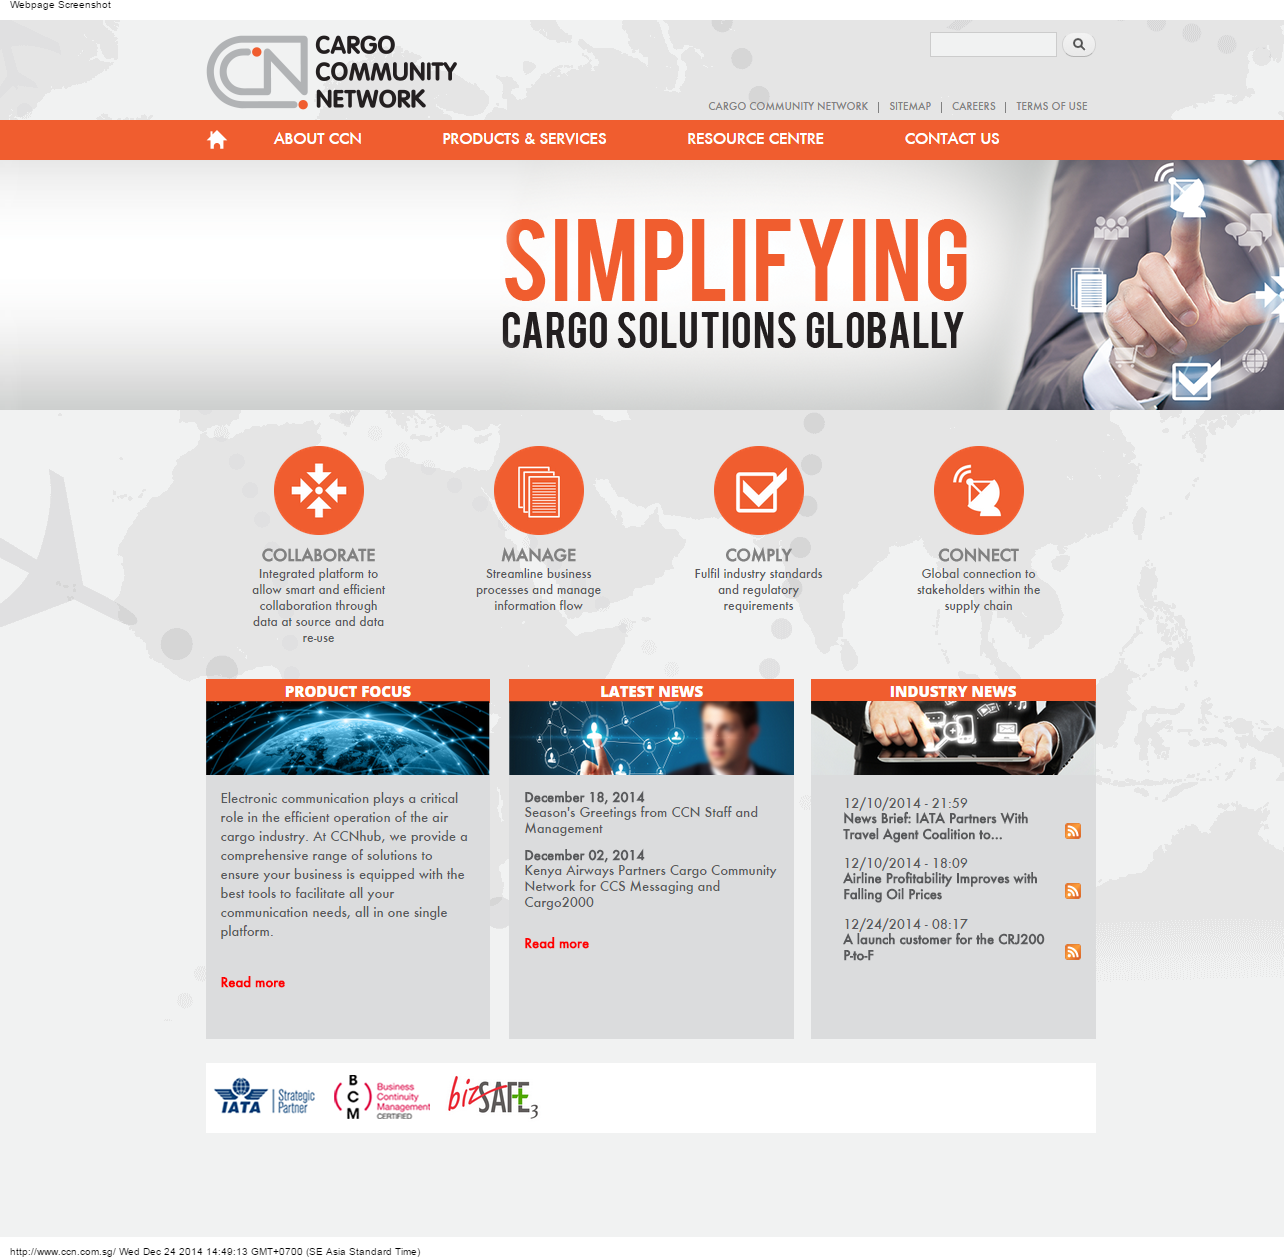 Webpage Screenshot
CN
CARGO
COMMUNITY
NETWORK
CARGO COMMUNITY NETWORK | SITEMAP | CAREERS | TERMS OF USE
ABOUT CCN PRODUCTS & SERVICES RESOURCE CENTRE CONTACT US
SIMPLIFYING
CARGO SOLUTIONS GLOBALLY
COLLABORATE
Integrated platform to
allow smart and efficient
collaboration through
data at source and data
re-use
MANAGE
Streamline business
processes and manage
information flow
COMPLY
Fulfil industry standards
and regulatory
requirements
CONNECT
Global connection to
stakeholders within the
supply chain
PRODUCT FOCUS
Electronic communication plays a critical
role in the efficient operation of the air
cargo industry. At CCNhub, we provide a
comprehensive range of solutions to
ensure your business is equipped with the
best tools to facilitate all your
communication needs, all in one single
platform.
Read more
LATEST NEWS
December 18, 2014
Season's Greetings from CCN Staff and
Management
December 02, 2014
Kenya Airways Partners Cargo Community
Network for CCS Messaging and
Cargo2000
Read more
INDUSTRY NEWS
12/10/2014 - 21:59
News Brief: IATA Partners With
Travel Agent Coalition to...
12/10/2014 - 18:09
Airline Profitability Improves with
Falling Oil Prices
12/24/2014 - 08:17
A launch customer for the CRJ200
P-to-F
IATA
Strategic
Partner
BCM
Business
Continuity
Management
CERTIFIED
bizSAFE3
http://www.ccn.com.sg/ Wed Dec 24 2014 14:49:13 GMT+0700 (SE Asia Standard Time)